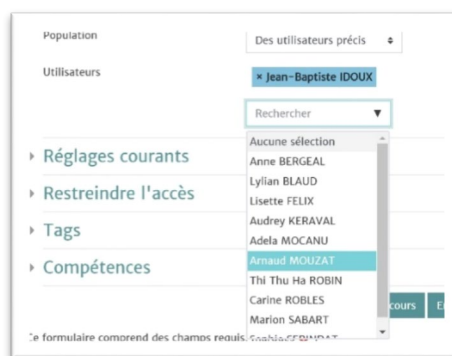 Population
Des utilisateurs précis
Utilisateurs
× Jean-Baptiste IDOUX
Rechercher
Aucune sélection
Anne BERGEAL
Lylian BLAUD
Lisette FELIX
Audrey KERAVAL
Adela MOCANU
Arnaud MOUZAT
Thi Thu Ha ROBIN
Carine ROBLES
Marion SABART
Réglages courants
Restreindre l'accès
Tags
Compétences
cours
Ce formulaire comprend des champs requis